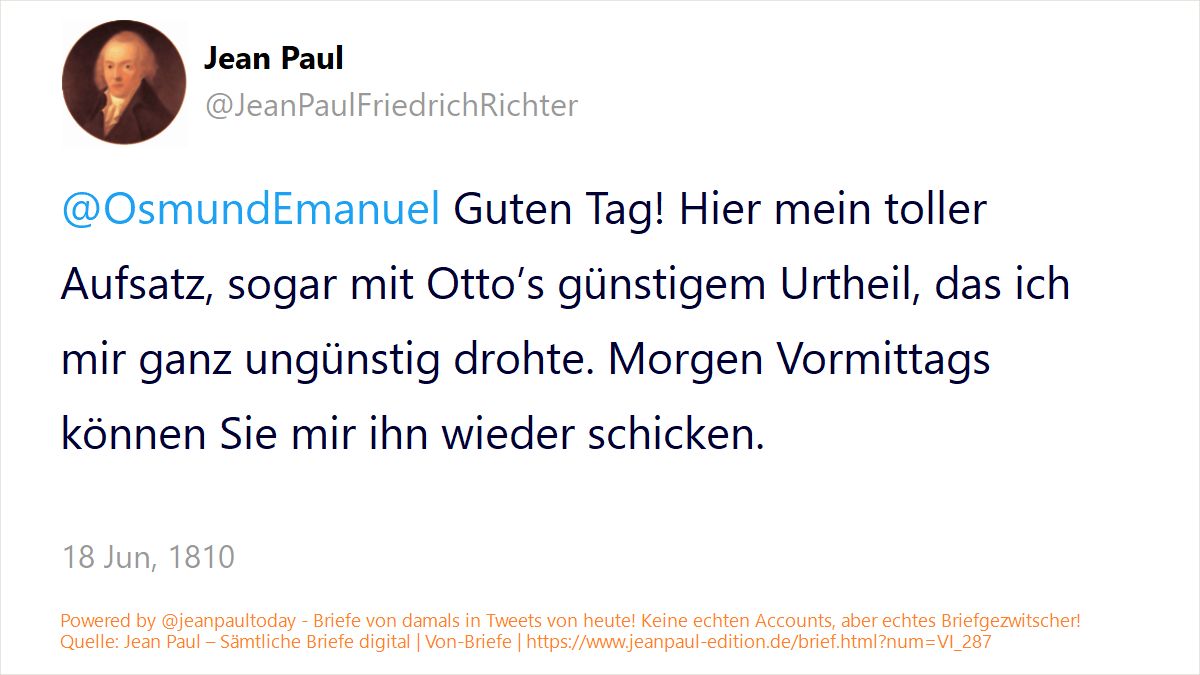 Jean Paul
@JeanPaulFriedrichRichter
@OsmundEmanuel Guten Tag! Hier mein toller
Aufsatz, sogar mit Otto’s günstigem Urtheil, das ich
mir ganz ungünstig drohte. Morgen Vormittags
können Sie mir ihn wieder schicken.
18 Jun, 1810
Powered by @jeanpaultoday - Briefe von damals in Tweets von heute! Keine echten Accounts, aber echtes Briefgezwitscher!
Quelle: Jean Paul – Sämtliche Briefe digital | Von-Briefe | https://www.jeanpaul-edition.de/brief.html?num=VI_287